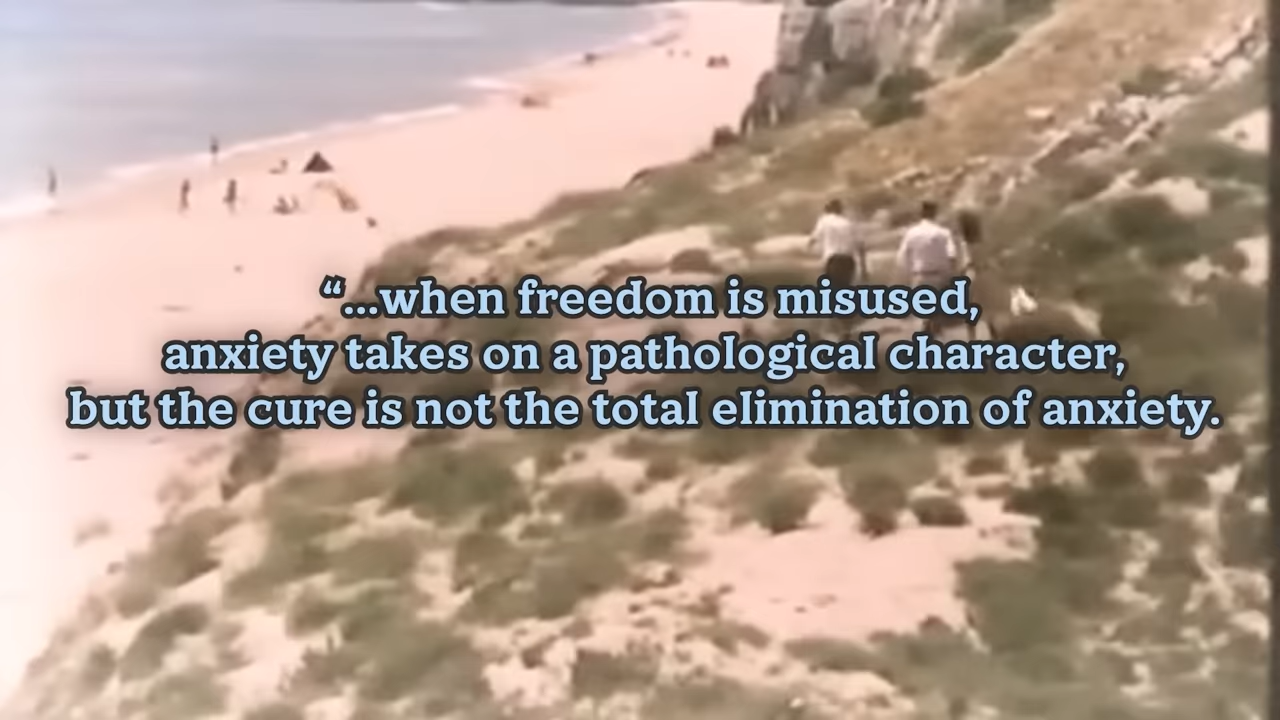 “...when freedom is misused,
anxiety takes on a pathological character,
but the cure is not the total elimination of anxiety.